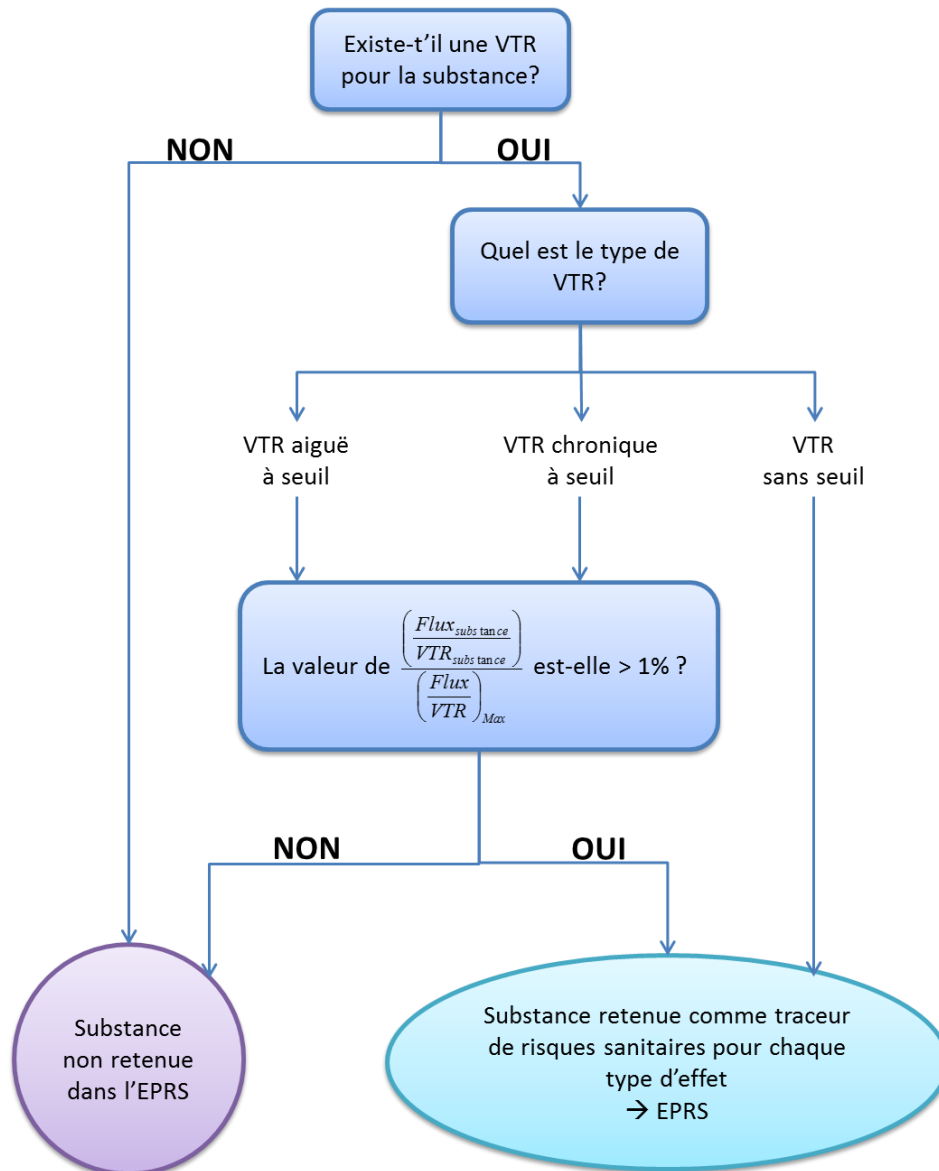 Existe-t'il une VTR
pour la substance?
NON
OUI
Quel est le type de
VTR?
VTR aiguë
à seuil
VTR chronique
à seuil
VTR
sans seuil
La valeur de (Flux substance / VTR substance) / (Flux / VTR) Max est-elle > 1% ?
NON
OUI
Substance
non retenue
dans l'EPRS
Substance retenue comme traceur
de risques sanitaires pour chaque
type d'effet
→ EPRS